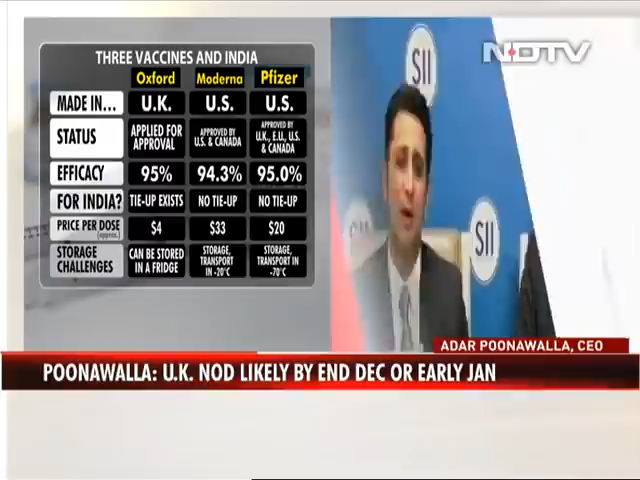 THREE VACCINES AND INDIA
Oxford Moderna Pfizer
MADE IN... U.K. U.S. U.S.
STATUS APPLIED FOR APPROVAL APPROVED BY U.S. & CANADA APPROVED BY U.K., E.U., U.S. & CANADA
EFFICACY 95% 94.3% 95.0%
FOR INDIA? TIE-UP EXISTS NO TIE-UP NO TIE-UP
PRICE PER DOSE (approx.) $4 $33 $20
STORAGE CHALLENGES CAN BE STORED IN A FRIDGE STORAGE, TRANSPORT IN -20°C STORAGE, TRANSPORT IN -70°C
NDTV
SII
SII
SII
ADAR POONAWALLA, CEO
POONAWALLA: U.K. NOD LIKELY BY END DEC OR EARLY JAN